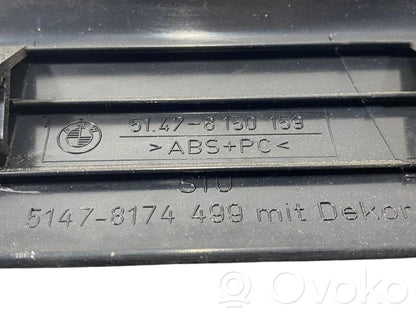 51.47-8 150 159
>ABS+PC<
STU
5147-8174 499 mit Dekor
OVOKO